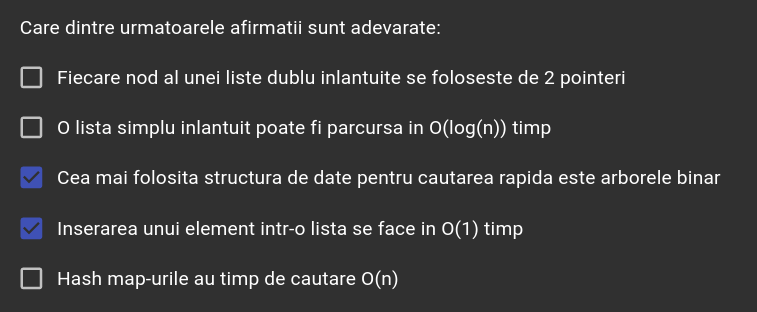 Care dintre urmatoarele afirmatii sunt adevarate:
Fiecare nod al unei liste dublu inlantuite se foloseste de 2 pointeri
O lista simplu inlantuit poate fi parcursa in O(log(n)) timp
Cea mai folosita structura de date pentru cautarea rapida este arborele binar
Inserarea unui element intr-o lista se face in O(1) timp
Hash map-urile au timp de cautare O(n)